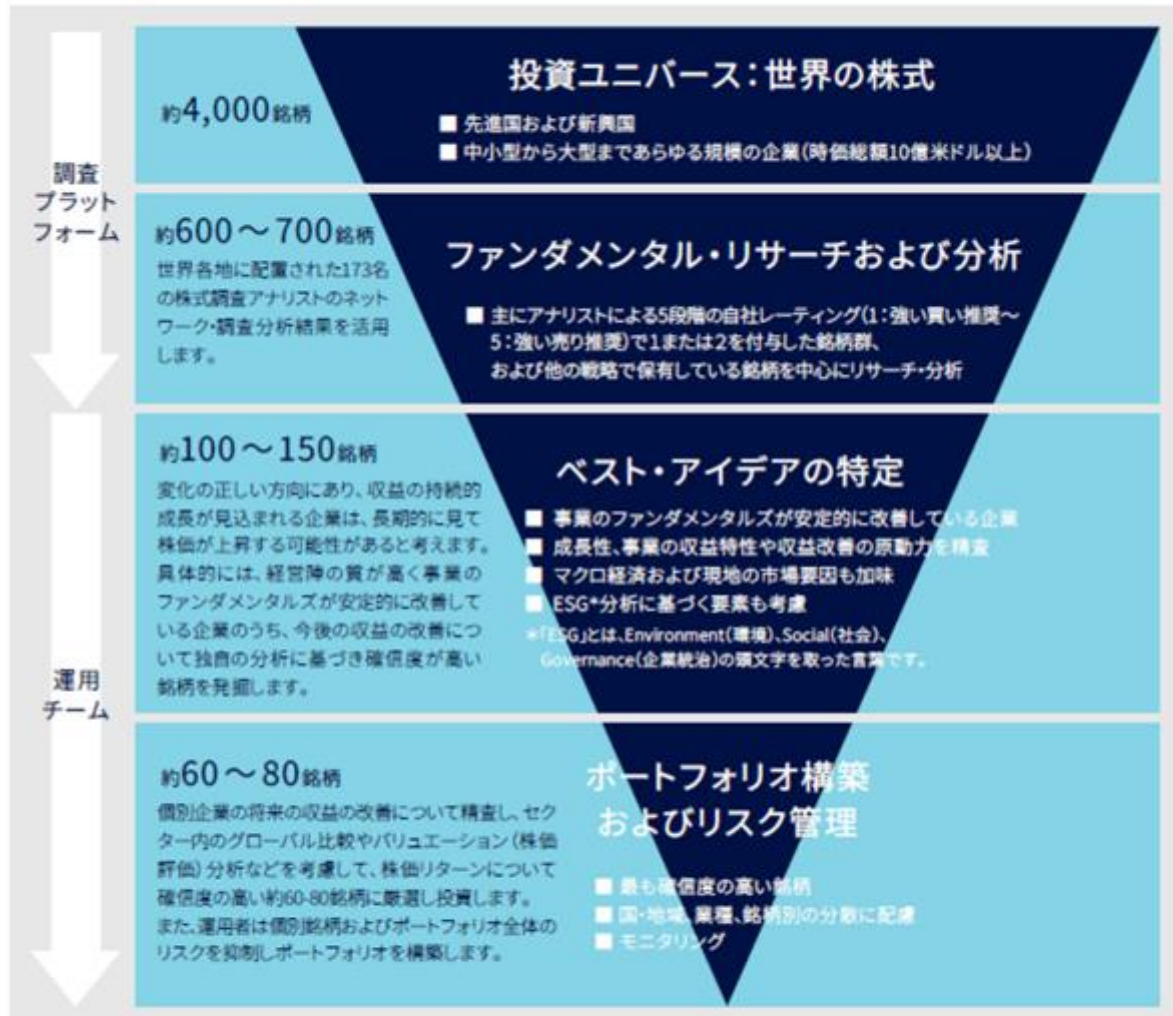 調査
プラット
フォーム
約4,000銘柄
投資ユニバース：世界の株式
■ 先進国および新興国
■ 中小型から大型まであらゆる規模の企業（時価総額10億米ドル以上）
約600～700銘柄
世界各地に配置された173名
の株式調査アナリストのネット
ワーク・調査分析結果を活用
します。
ファンダメンタル・リサーチおよび分析
■ 主にアナリストによる5段階の自社レーティング（1：強い買い推奨～
5：強い売り推奨）で1または2を付与した銘柄群、
および他の戦略で保有している銘柄を中心にリサーチ・分析
運用
チーム
約100～150銘柄
変化の正しい方向にあり、収益の持続的
成長が見込まれる企業は、長期的に見て
株価が上昇する可能性があると考えます。
具体的には、経営陣の質が高く事業の
ファンダメンタルズが安定的に改善して
いる企業のうち、今後の収益の改善につ
いて独自の分析に基づき確信度が高い
銘柄を発掘します。
ベスト・アイデアの特定
■ 事業のファンダメンタルズが安定的に改善している企業
■ 成長性、事業の収益特性や収益改善の原動力を精査
■ マクロ経済および現地の市場要因も加味
■ ESG*分析に基づく要素も考慮
*「ESG」とは、Environment（環境）、Social（社会）、
Governance（企業統治）の頭文字を取った言葉です。
約60～80銘柄
個別企業の将来の収益の改善について精査し、セク
ター内のグローバル比較やバリュエーション（株価
評価）分析などを考慮して、株価リターンについて
確信度の高い約60-80銘柄に厳選し投資します。
また、運用者は個別銘柄およびポートフォリオ全体の
リスクを抑制しポートフォリオを構築します。
ポートフォリオ構築
およびリスク管理
■ 最も確信度の高い銘柄
■ 国・地域、業種、銘柄別の分散に配慮
■ モニタリング